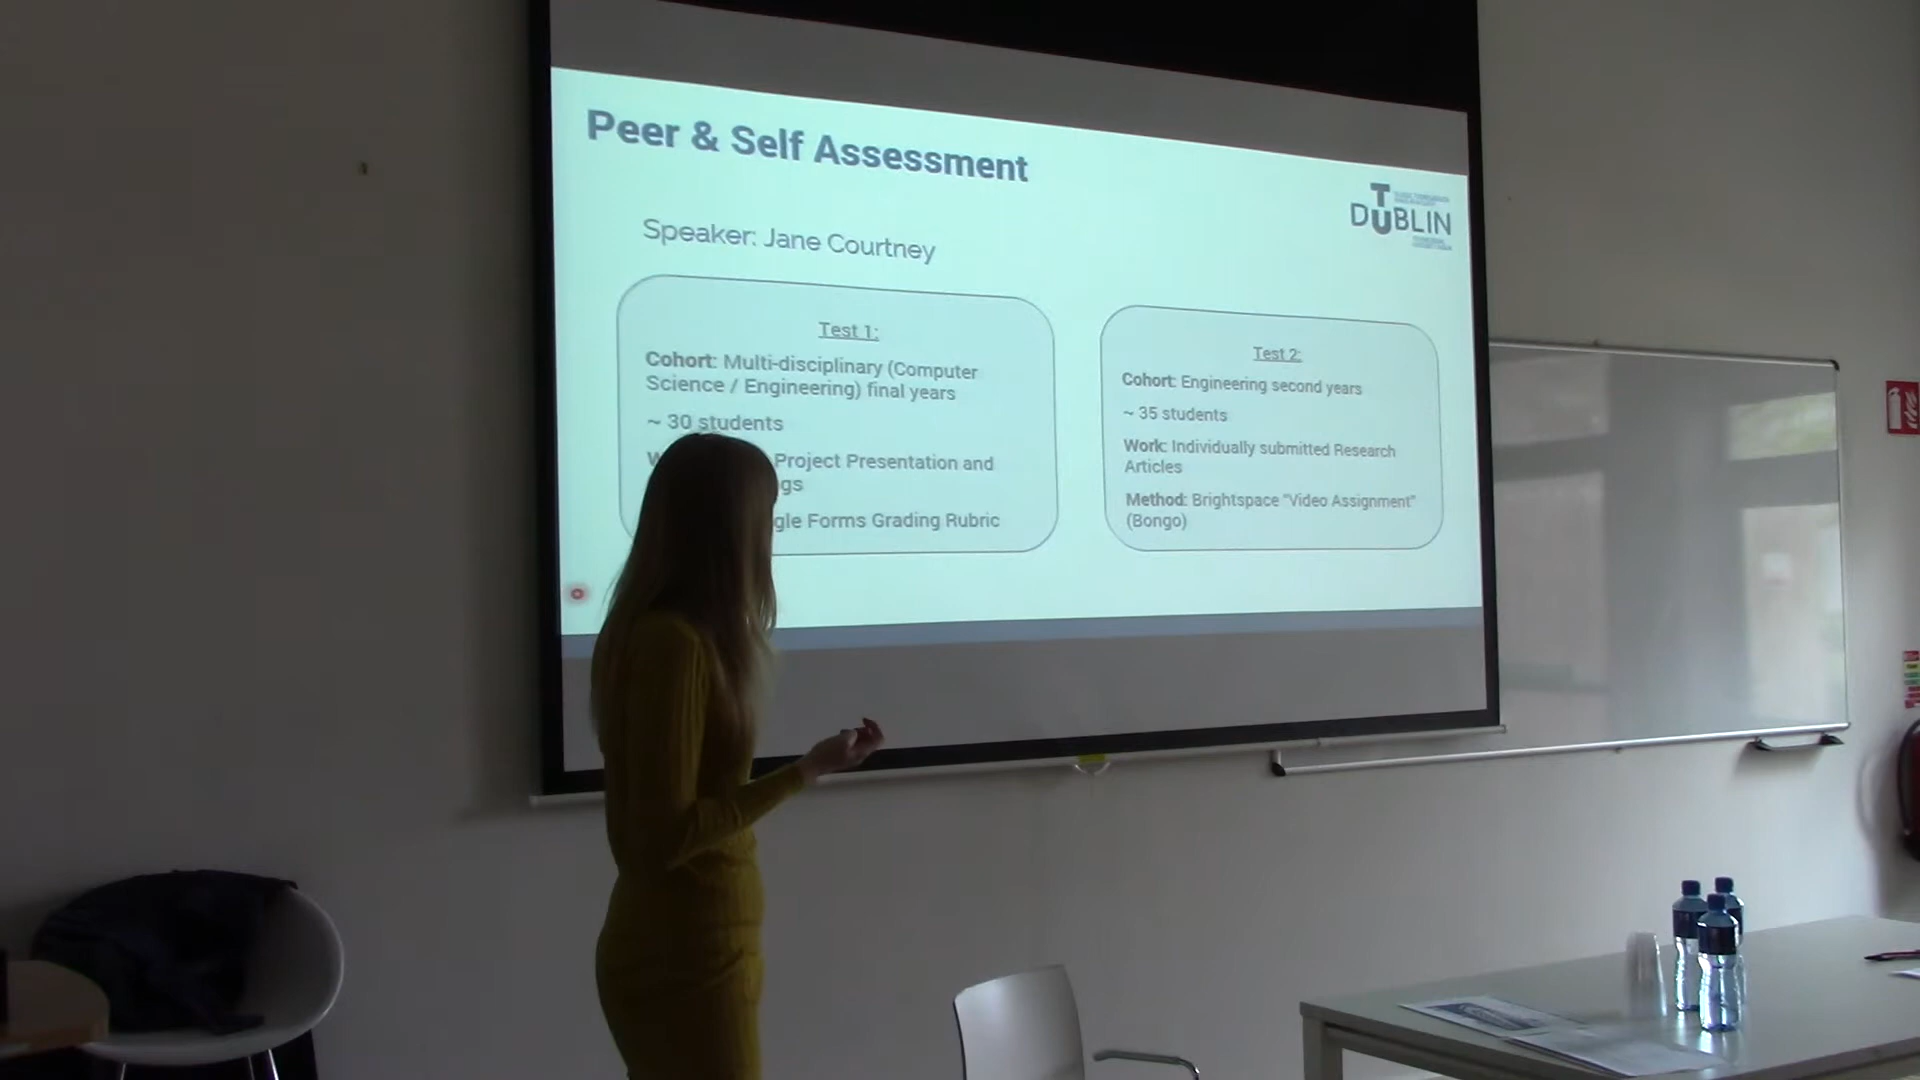 Peer & Self Assessment
DUBLIN
Speaker: Jane Courtney
Test 1:
Cohort: Multi-disciplinary (Computer
Science / Engineering) final years
~ 30 students
Project Presentation and
gs
gle Forms Grading Rubric
Test 2:
Cohort: Engineering second years
~ 35 students
Work: Individually submitted Research
Articles
Method: Brightspace "Video Assignment"
(Bongo)